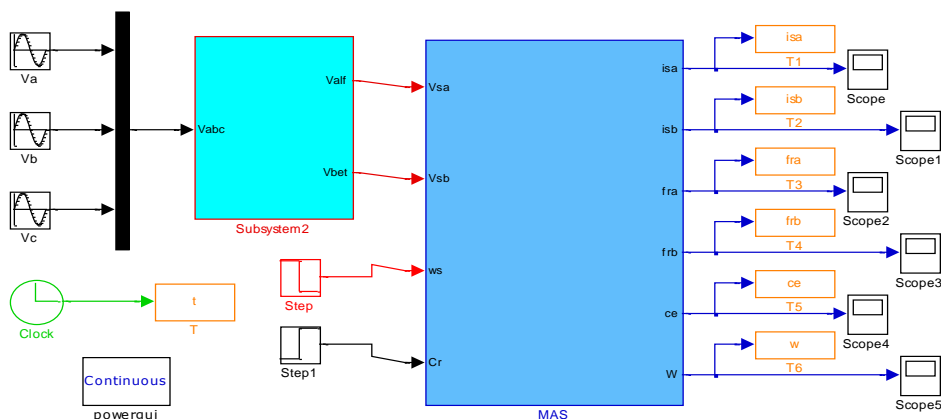 Va
Vb
Vc
Clock
t
T
Continuous
powergui
Vabc
Valf
Vbet
Subsystem2
Step
Step1
Vsa
Vsb
ws
Cr
isa
isb
fra
frb
ce
W
MAS
isa
T1
Scope
isb
T2
Scope1
fra
T3
Scope2
frb
T4
Scope3
ce
T5
Scope4
w
T6
Scope5